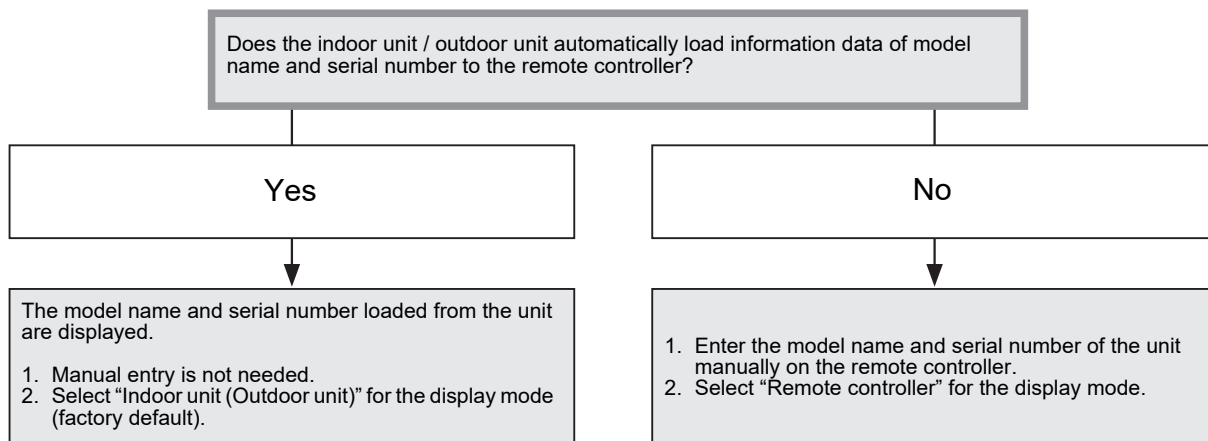 Does the indoor unit / outdoor unit automatically load information data of model
name and serial number to the remote controller?
Yes
No
The model name and serial number loaded from the unit
are displayed.
1. Manual entry is not needed.
2. Select “Indoor unit (Outdoor unit)” for the display mode
(factory default).
1. Enter the model name and serial number of the unit
manually on the remote controller.
2. Select “Remote controller” for the display mode.